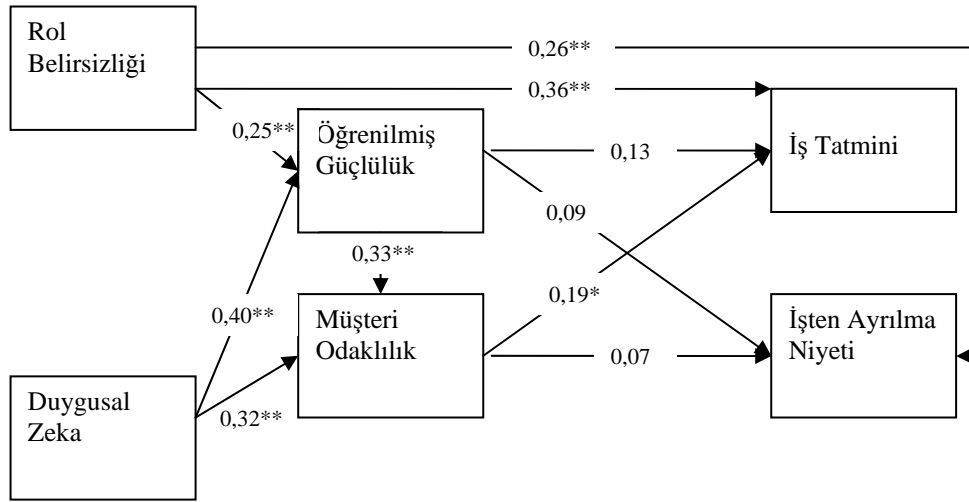 Rol
Belirsizliği
0,26**
0,36**
0,25**
Öğrenilmiş
Güçlülük
0,13
İş Tatmini
0,09
0,33**
0,40**
Müşteri
Odaklılık
0,19*
0,07
İşten Ayrılma
Niyeti
Duygusal
Zeka
0,32**